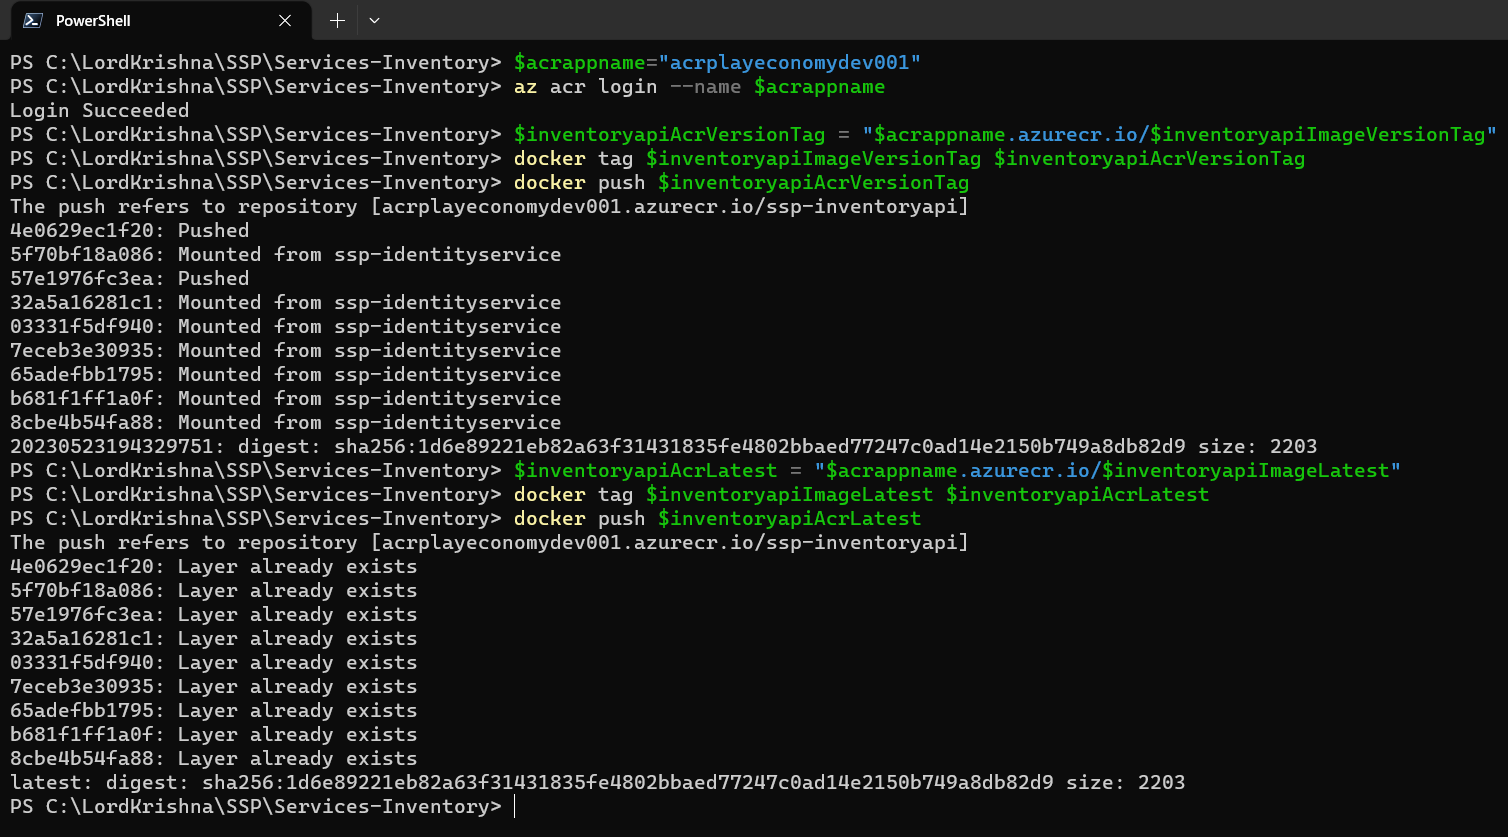 PowerShell
PS C:\LordKrishna\SSP\Services-Inventory> $acrappname="acrplayeconomydev001"
PS C:\LordKrishna\SSP\Services-Inventory> az acr login --name $acrappname
Login Succeeded
PS C:\LordKrishna\SSP\Services-Inventory> $inventoryapiAcrVersionTag = "$acrappname.azurecr.io/$inventoryapiImageVersionTag"
PS C:\LordKrishna\SSP\Services-Inventory> docker tag $inventoryapiImageVersionTag $inventoryapiAcrVersionTag
PS C:\LordKrishna\SSP\Services-Inventory> docker push $inventoryapiAcrVersionTag
The push refers to repository [acrplayeconomydev001.azurecr.io/ssp-inventoryapi]
4e0629ec1f20: Pushed
5f70bf18a086: Mounted from ssp-identityservice
57e1976fc3ea: Pushed
32a5a16281c1: Mounted from ssp-identityservice
03331f5df940: Mounted from ssp-identityservice
7eceb3e30935: Mounted from ssp-identityservice
65adefbb1795: Mounted from ssp-identityservice
b681f1ff1a0f: Mounted from ssp-identityservice
8cbe4b54fa88: Mounted from ssp-identityservice
20230523194329751: digest: sha256:1d6e89221eb82a63f31431835fe4802bbaed77247c0ad14e2150b749a8db82d9 size: 2203
PS C:\LordKrishna\SSP\Services-Inventory> $inventoryapiAcrLatest = "$acrappname.azurecr.io/$inventoryapiImageLatest"
PS C:\LordKrishna\SSP\Services-Inventory> docker tag $inventoryapiImageLatest $inventoryapiAcrLatest
PS C:\LordKrishna\SSP\Services-Inventory> docker push $inventoryapiAcrLatest
The push refers to repository [acrplayeconomydev001.azurecr.io/ssp-inventoryapi]
4e0629ec1f20: Layer already exists
5f70bf18a086: Layer already exists
57e1976fc3ea: Layer already exists
32a5a16281c1: Layer already exists
03331f5df940: Layer already exists
7eceb3e30935: Layer already exists
65adefbb1795: Layer already exists
b681f1ff1a0f: Layer already exists
8cbe4b54fa88: Layer already exists
latest: digest: sha256:1d6e89221eb82a63f31431835fe4802bbaed77247c0ad14e2150b749a8db82d9 size: 2203
PS C:\LordKrishna\SSP\Services-Inventory>